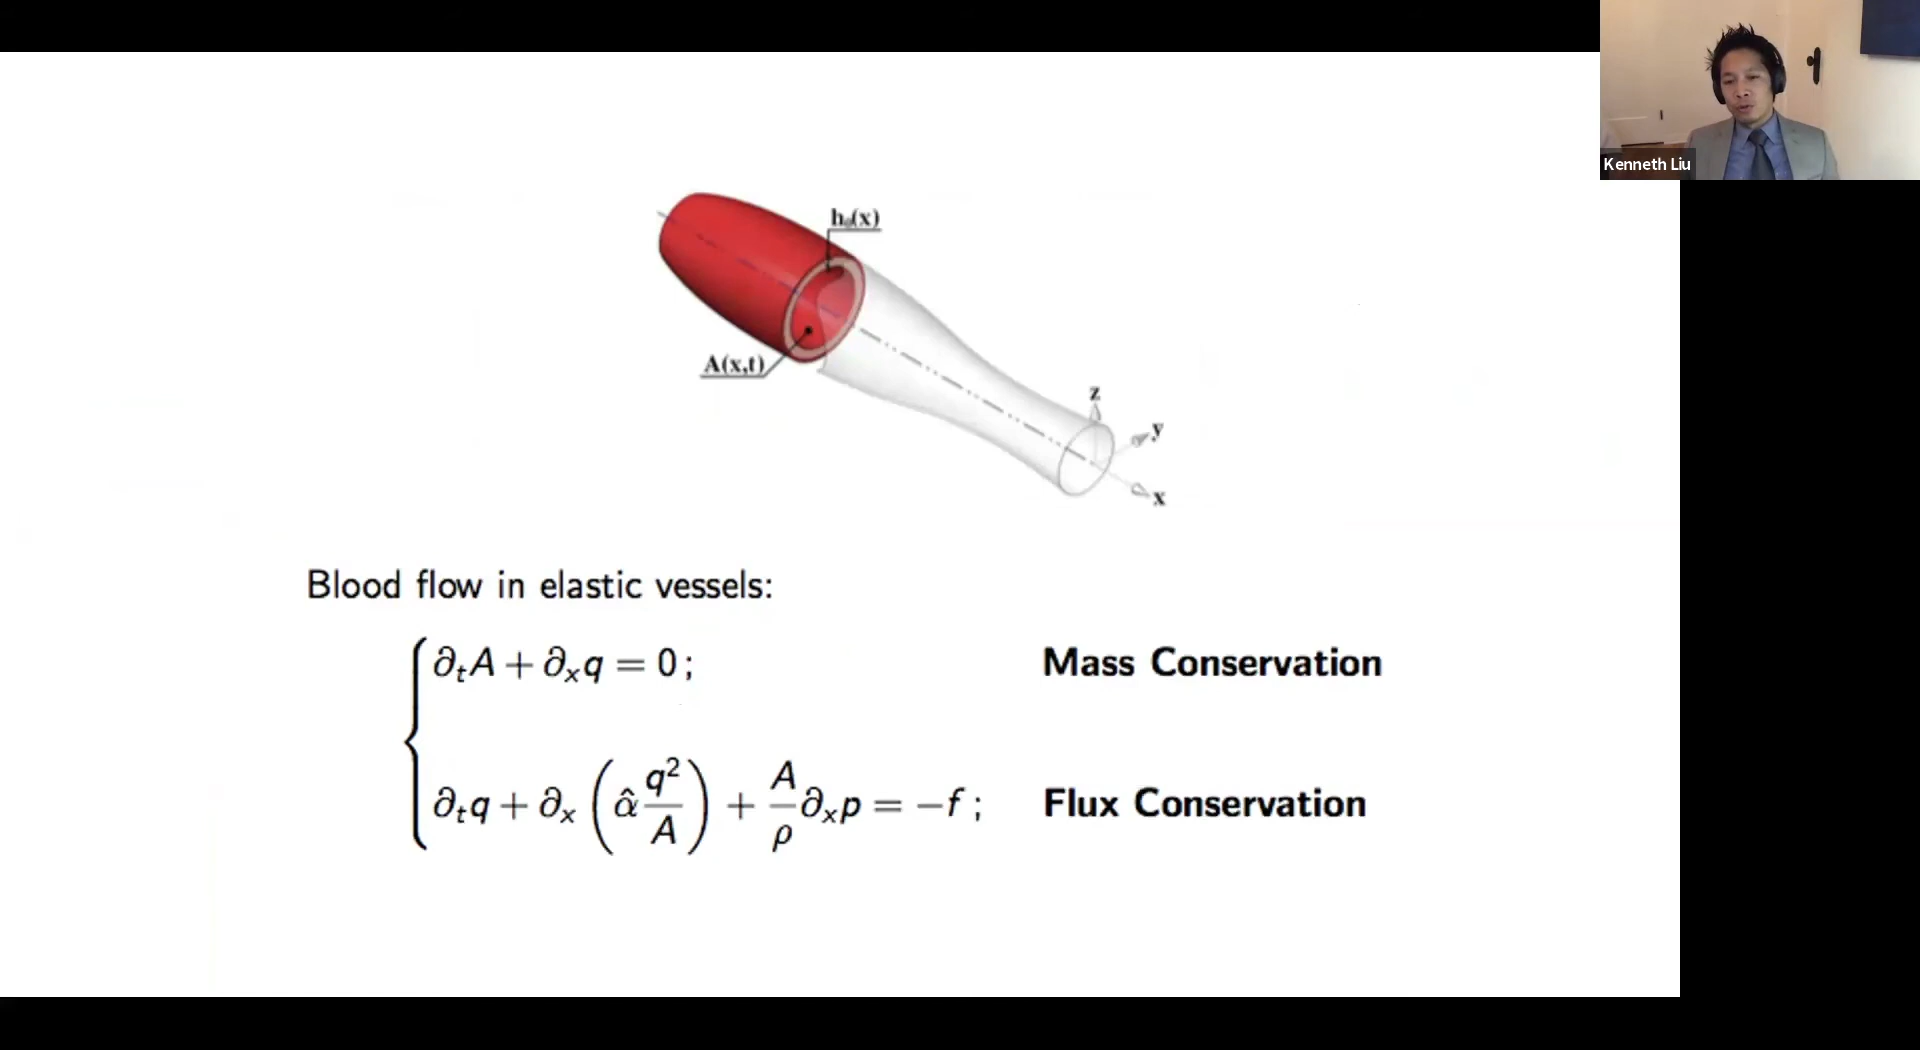 Kenneth Liu
h₀(x)
A(x,t)
z
y
x
Blood flow in elastic vessels:
∂ₜA + ∂ₓq = 0 ; Mass Conservation
∂ₜq + ∂ₓ (α̂ q²/A) + A/ρ ∂ₓp = −f ; Flux Conservation